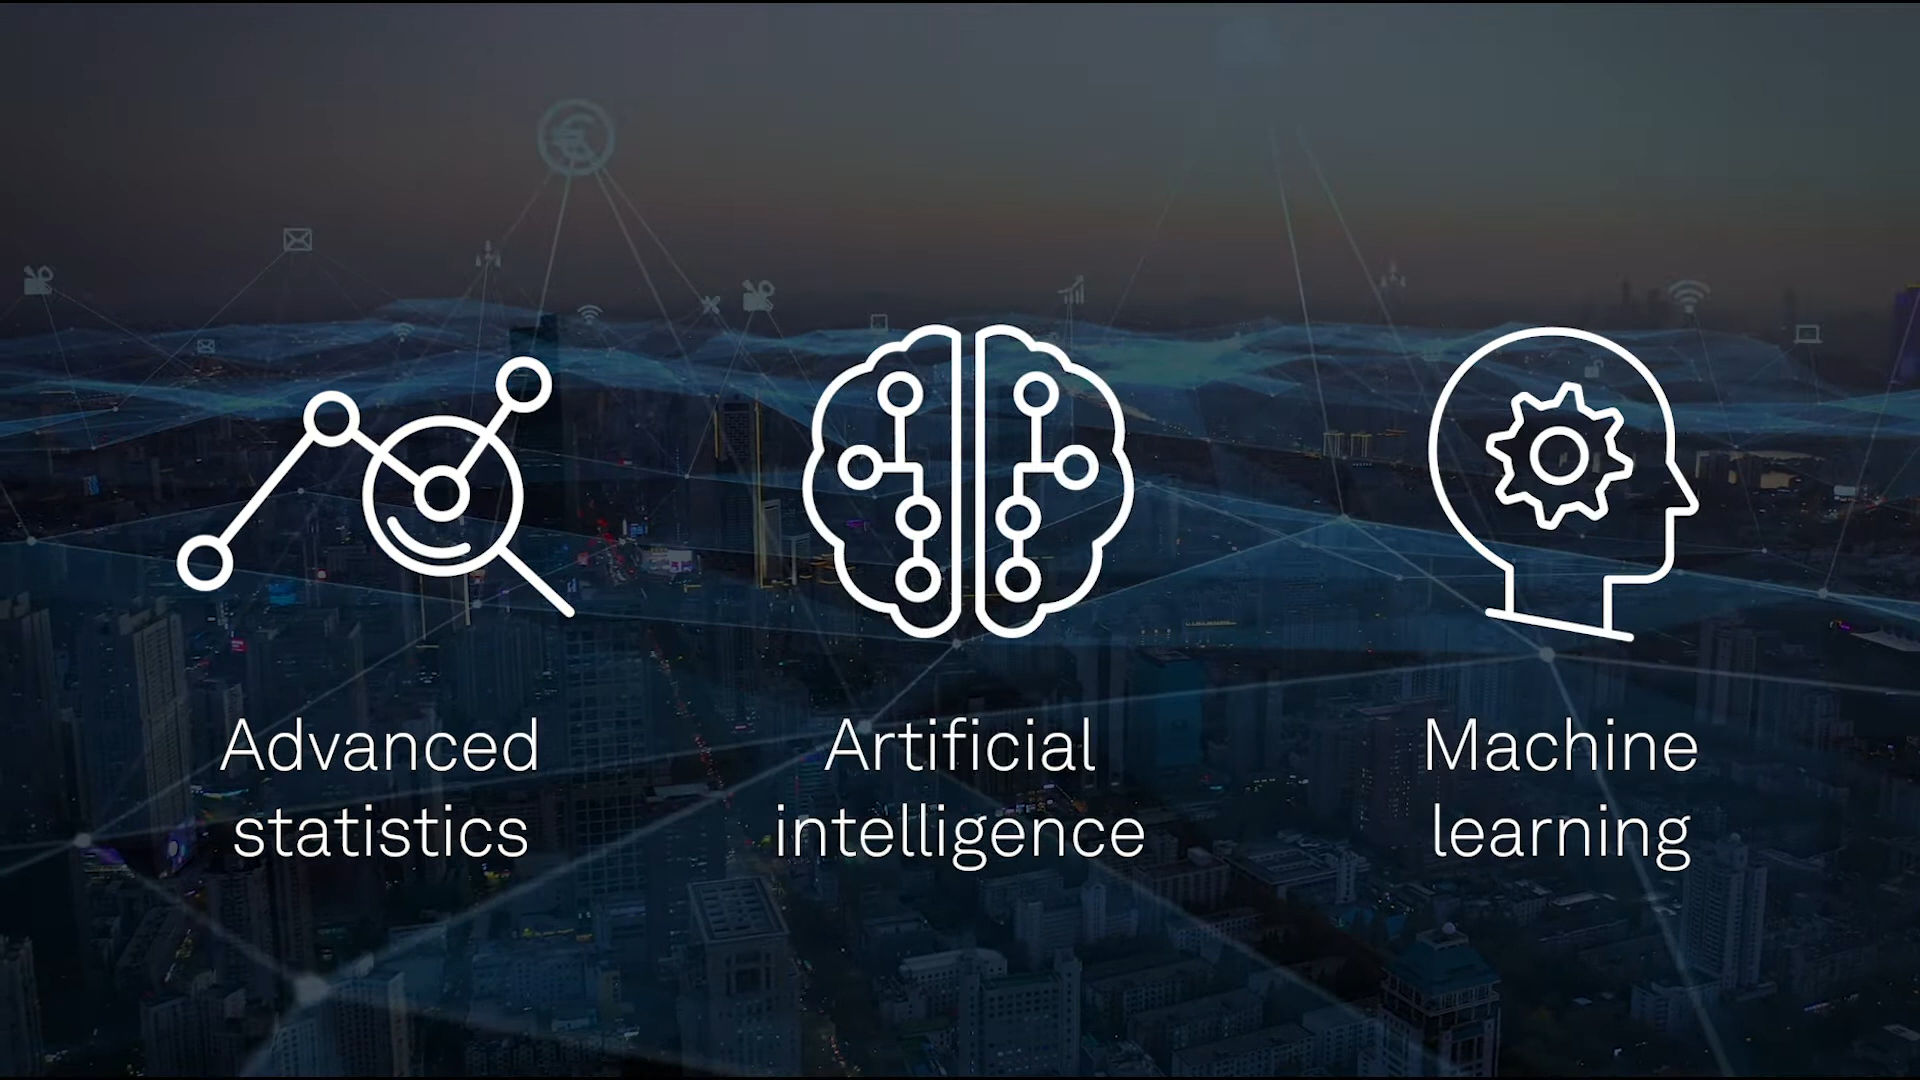 Advanced
statistics
Artificial
intelligence
Machine
learning